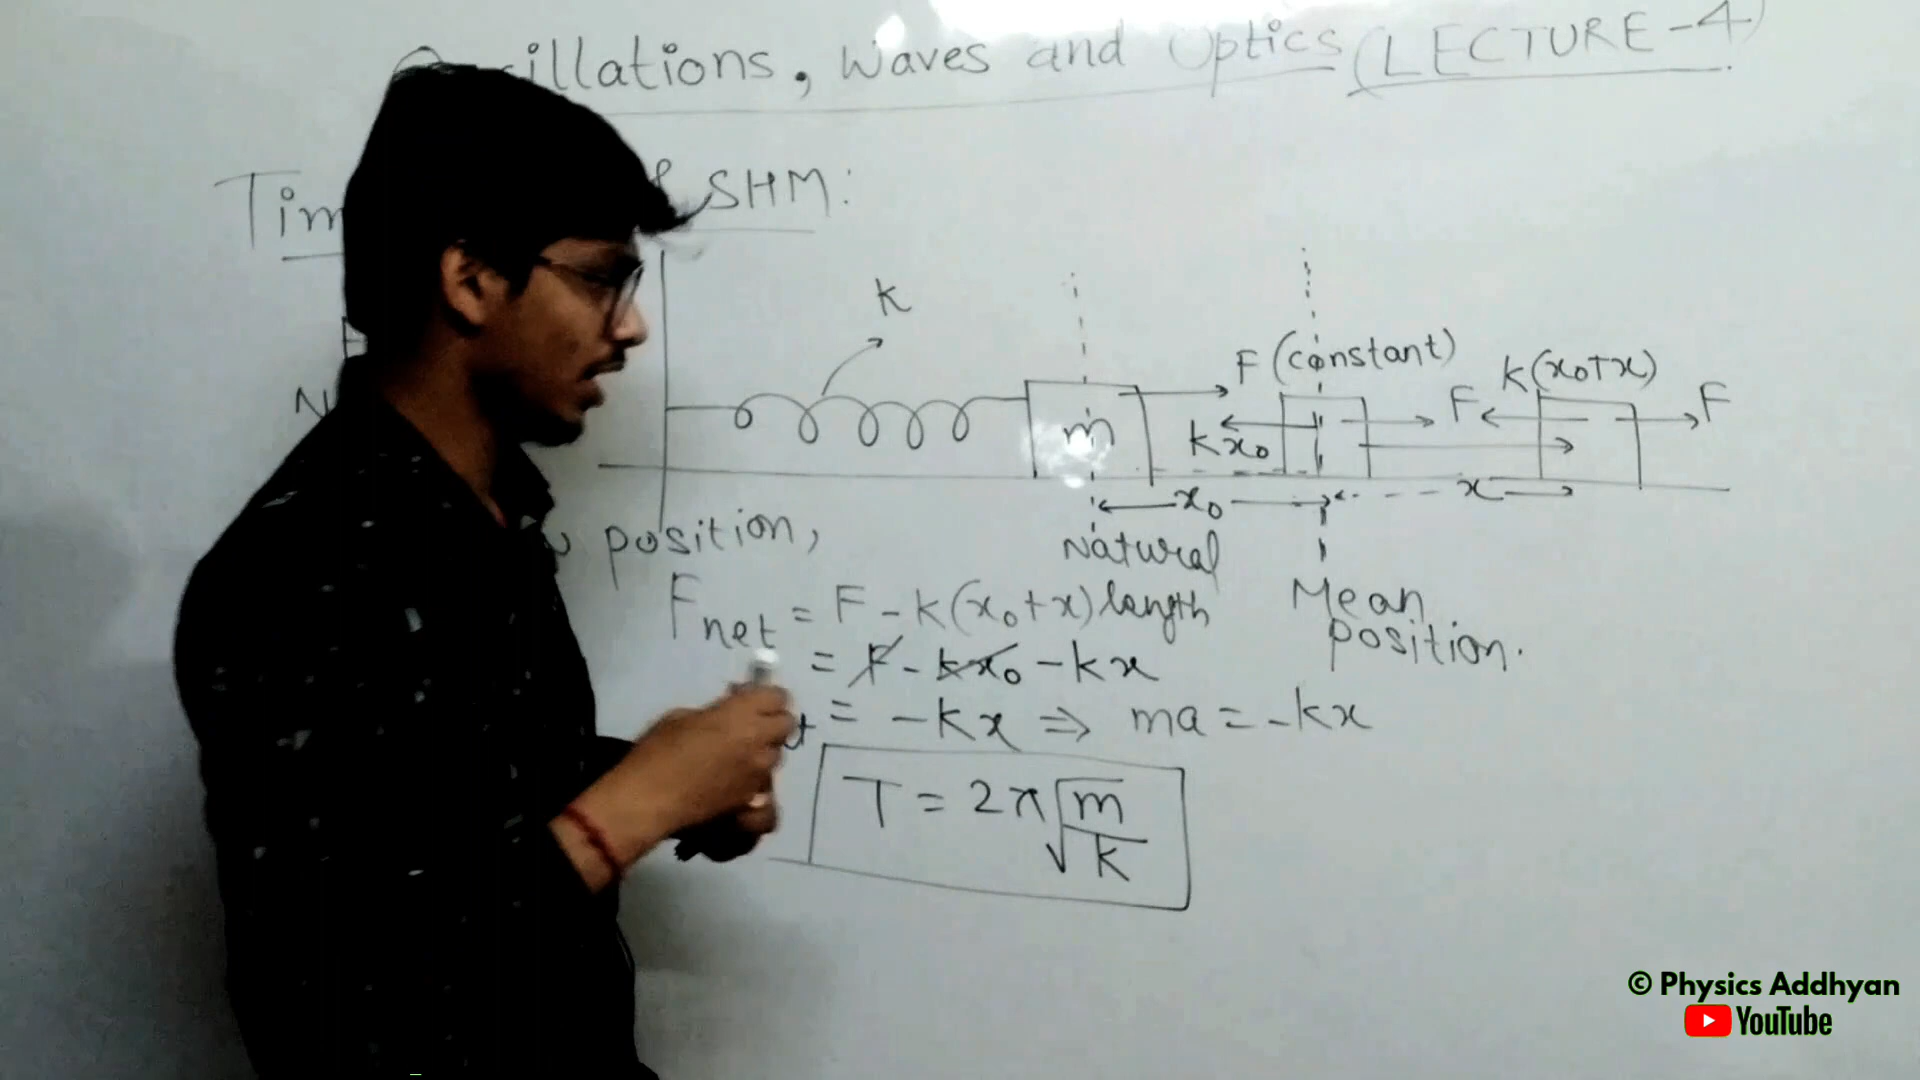 Oscillations, Waves and Optics (LECTURE-4)
SHM:
k
F (constant)
k(x₀+x)
F
F
m
kx₀
x₀
x
position,
Natural
length
Mean
position.
Fnet = F - k(x₀+x)
= F - kx₀ - kx
= -kx ⇒ ma = -kx
T = 2π√m/k
© Physics Addhyan
YouTube